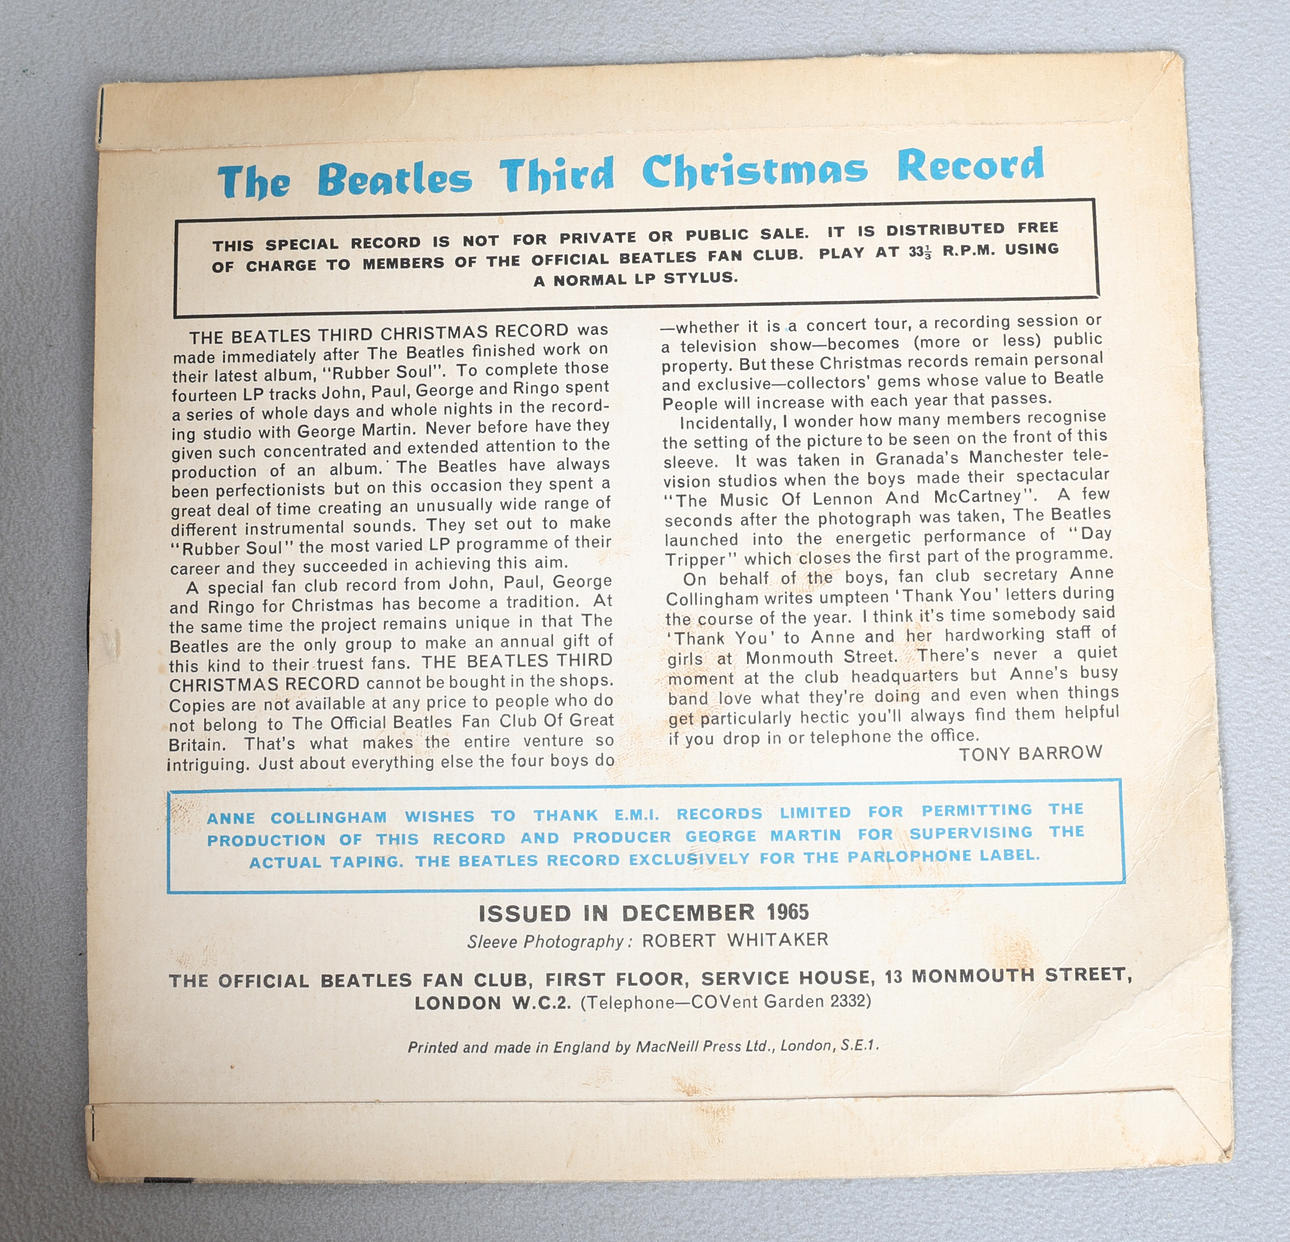 The Beatles Third Christmas Record
THIS SPECIAL RECORD IS NOT FOR PRIVATE OR PUBLIC SALE. IT IS DISTRIBUTED FREE
OF CHARGE TO MEMBERS OF THE OFFICIAL BEATLES FAN CLUB. PLAY AT 33⅓ R.P.M. USING
A NORMAL LP STYLUS.
THE BEATLES THIRD CHRISTMAS RECORD was
made immediately after The Beatles finished work on
their latest album, “Rubber Soul”. To complete those
fourteen LP tracks John, Paul, George and Ringo spent
a series of whole days and whole nights in the record-
ing studio with George Martin. Never before have they
given such concentrated and extended attention to the
production of an album. The Beatles have always
been perfectionists but on this occasion they spent a
great deal of time creating an unusually wide range of
different instrumental sounds. They set out to make
“Rubber Soul” the most varied LP programme of their
career and they succeeded in achieving this aim.
A special fan club record from John, Paul, George
and Ringo for Christmas has become a tradition. At
the same time the project remains unique in that The
Beatles are the only group to make an annual gift of
this kind to their truest fans. THE BEATLES THIRD
CHRISTMAS RECORD cannot be bought in the shops.
Copies are not available at any price to people who do
not belong to The Official Beatles Fan Club Of Great
Britain. That's what makes the entire venture so
intriguing. Just about everything else the four boys do
—whether it is a concert tour, a recording session or
a television show—becomes (more or less) public
property. But these Christmas records remain personal
and exclusive—collectors' gems whose value to Beatle
People will increase with each year that passes.
Incidentally, I wonder how many members recognise
the setting of the picture to be seen on the front of this
sleeve. It was taken in Granada's Manchester tele-
vision studios when the boys made their spectacular
“The Music Of Lennon And McCartney”. A few
seconds after the photograph was taken, The Beatles
launched into the energetic performance of “Day
Tripper” which closes the first part of the programme.
On behalf of the boys, fan club secretary Anne
Collingham writes umpteen ‘Thank You’ letters during
the course of the year. I think it's time somebody said
‘Thank You’ to Anne and her hardworking staff of
girls at Monmouth Street. There's never a quiet
moment at the club headquarters but Anne's busy
band love what they're doing and even when things
get particularly hectic you'll always find them helpful
if you drop in or telephone the office.
TONY BARROW
ANNE COLLINGHAM WISHES TO THANK E.M.I. RECORDS LIMITED FOR PERMITTING THE
PRODUCTION OF THIS RECORD AND PRODUCER GEORGE MARTIN FOR SUPERVISING THE
ACTUAL TAPING. THE BEATLES RECORD EXCLUSIVELY FOR THE PARLOPHONE LABEL.
ISSUED IN DECEMBER 1965
Sleeve Photography: ROBERT WHITAKER
THE OFFICIAL BEATLES FAN CLUB, FIRST FLOOR, SERVICE HOUSE, 13 MONMOUTH STREET,
LONDON W.C.2. (Telephone—COVent Garden 2332)
Printed and made in England by MacNeill Press Ltd., London, S.E.1.